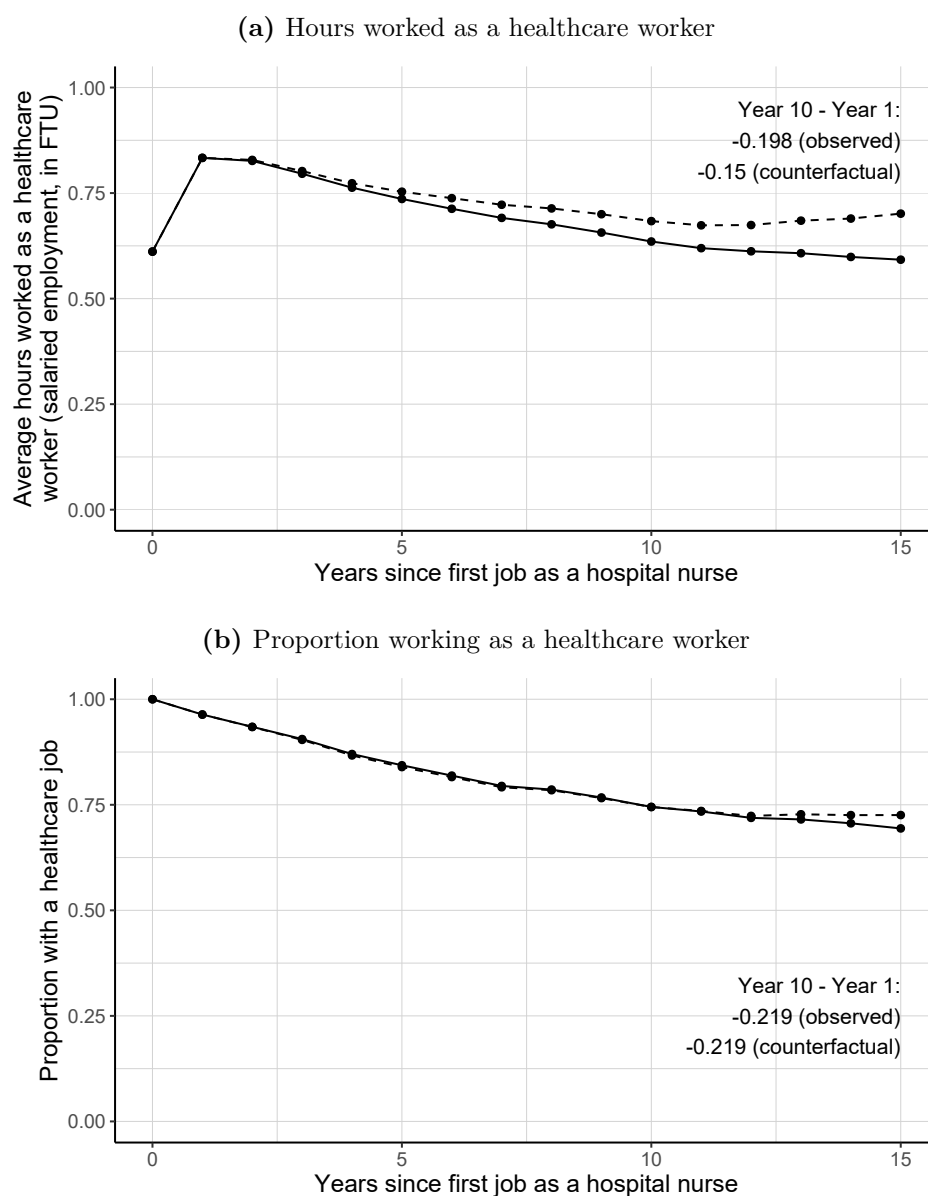 (a) Hours worked as a healthcare worker
Average hours worked as a healthcare
worker (salaried employment, in FTU)
1.00
0.75
0.50
0.25
0.00
Year 10 - Year 1:
-0.198 (observed)
-0.15 (counterfactual)
0 5 10 15
Years since first job as a hospital nurse
(b) Proportion working as a healthcare worker
Proportion with a healthcare job
1.00
0.75
0.50
0.25
0.00
Year 10 - Year 1:
-0.219 (observed)
-0.219 (counterfactual)
0 5 10 15
Years since first job as a hospital nurse